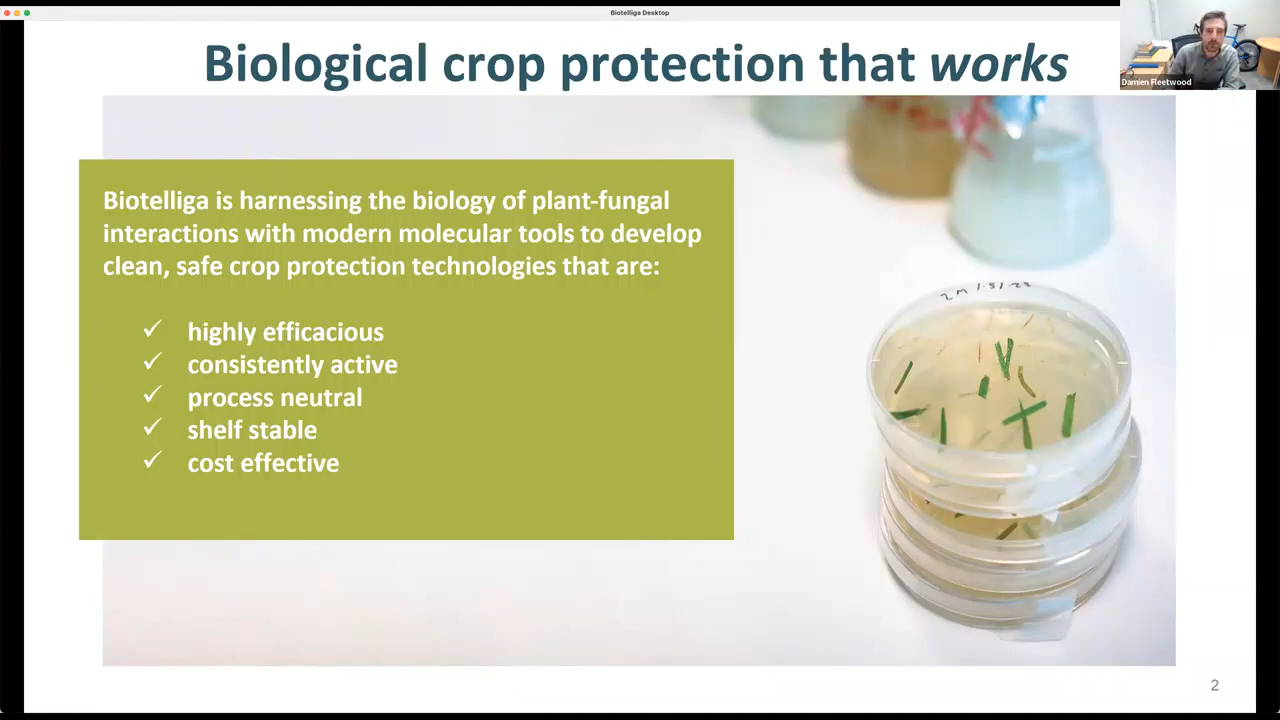 Biotelliga Desktop
Biological crop protection that works
Damien Fleetwood
Biotelliga is harnessing the biology of plant-fungal
interactions with modern molecular tools to develop
clean, safe crop protection technologies that are:
✓ highly efficacious
✓ consistently active
✓ process neutral
✓ shelf stable
✓ cost effective
2